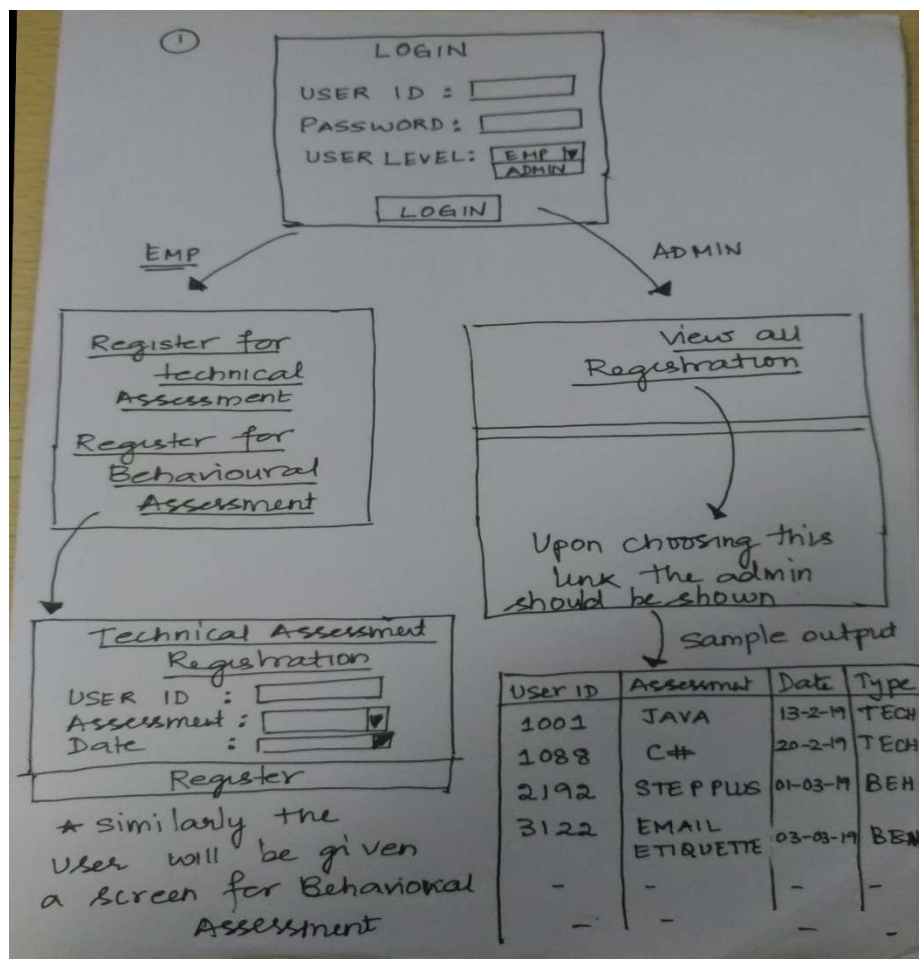 1
LOGIN
USER ID :
PASSWORD :
USER LEVEL: EMP
ADMIN
LOGIN
EMP
ADMIN
Register for
technical
Assessment
Register for
Behavioural
Assessment
View all
Registration
Upon choosing this
link the admin
should be shown
Technical Assessment
Registration
USER ID :
Assessment :
Date :
Register
* Similarly the
User will be given
a screen for Behavioral
Assessment
Sample output
User ID Assessment Date Type
1001 JAVA 13-2-19 TECH
1088 C# 20-2-19 TECH
2192 STEP PLUS 01-03-19 BEH
3122 EMAIL
ETIQUETTE 03-03-19 BEH
- - - -
- - - -